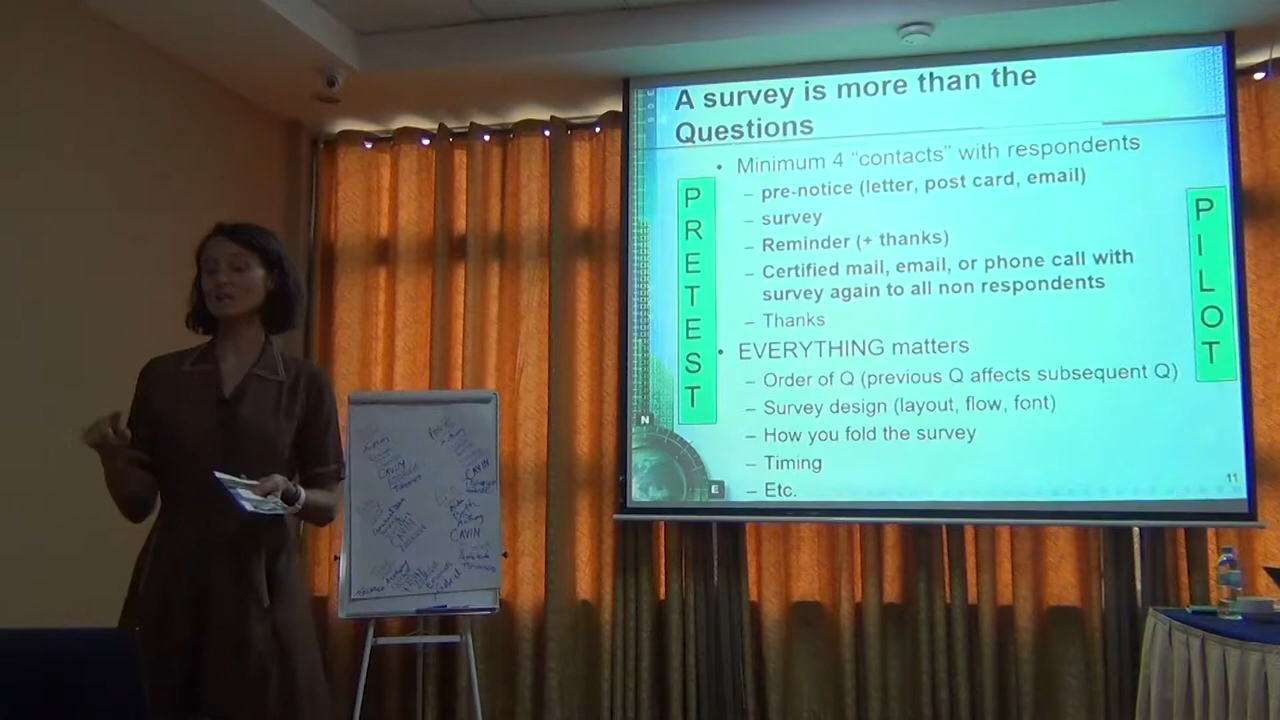 A survey is more than the
Questions
• Minimum 4 “contacts” with respondents
– pre-notice (letter, post card, email)
– survey
– Reminder (+ thanks)
– Certified mail, email, or phone call with
survey again to all non respondents
– Thanks
• EVERYTHING matters
– Order of Q (previous Q affects subsequent Q)
– Survey design (layout, flow, font)
– How you fold the survey
– Timing
– Etc.
PRETEST
PILOT
N
E
11
CAVIN
CAVIN
CAVIN
CAVIN